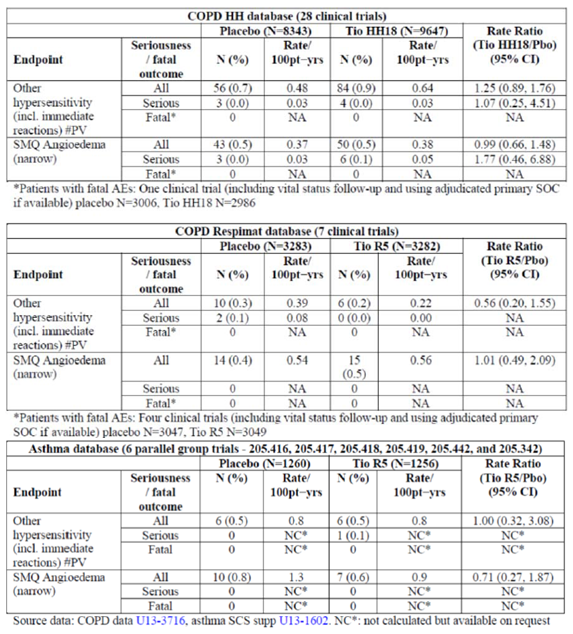 COPD HH database (28 clinical trials)
Placebo (N=8343) Tio HH18 (N=9647) Rate Ratio
Endpoint Seriousness / fatal outcome N (%) Rate/ 100pt−yrs N (%) Rate/ 100pt−yrs (Tio HH18/Pbo) (95% CI)
Other All 56 (0.7) 0.48 84 (0.9) 0.64 1.25 (0.89, 1.76)
hypersensitivity Serious 3 (0.0) 0.03 4 (0.0) 0.03 1.07 (0.25, 4.51)
(incl. immediate Fatal* 0 NA 0 NA NA
reactions) #PV
SMQ Angioedema All 43 (0.5) 0.37 50 (0.5) 0.38 0.99 (0.66, 1.48)
(narrow) Serious 3 (0.0) 0.03 6 (0.1) 0.05 1.77 (0.46, 6.88)
Fatal* 0 NA 0 NA NA
*Patients with fatal AEs: One clinical trial (including vital status follow-up and using adjudicated primary SOC
if available) placebo N=3006, Tio HH18 N=2986
COPD Respimat database (7 clinical trials)
Placebo (N=3283) Tio R5 (N=3282) Rate Ratio
Endpoint Seriousness / fatal outcome N (%) Rate/ 100pt−yrs N (%) Rate/ 100pt−yrs (Tio R5/Pbo) (95% CI)
Other All 10 (0.3) 0.39 6 (0.2) 0.22 0.56 (0.20, 1.55)
hypersensitivity Serious 2 (0.1) 0.08 0 (0.0) 0.00 NA
(incl. immediate Fatal* 0 NA 0 NA NA
reactions) #PV
SMQ Angioedema All 14 (0.4) 0.54 15 0.56 1.01 (0.49, 2.09)
(narrow) (0.5)
Serious 0 NA 0 NA NA
Fatal* 0 NA 0 NA NA
*Patients with fatal AEs: Four clinical trials (including vital status follow-up and using adjudicated primary
SOC if available) placebo N=3047, Tio R5 N=3049
Asthma database (6 parallel group trials - 205.416, 205.417, 205.418, 205.419, 205.442, and 205.342)
Placebo (N=1260) Tio R5 (N=1256) Rate Ratio
Endpoint Seriousness / fatal outcome N (%) Rate/ 100pt−yrs N (%) Rate/ 100pt−yrs (Tio R5/Pbo) (95% CI)
Other All 6 (0.5) 0.8 6 (0.5) 0.8 1.00 (0.32, 3.08)
hypersensitivity Serious 0 NC* 1 (0.1) NC* NC*
(incl. immediate Fatal 0 NC* 0 NC* NC*
reactions) #PV
SMQ Angioedema All 10 (0.8) 1.3 7 (0.6) 0.9 0.71 (0.27, 1.87)
(narrow) Serious 0 NC* 0 NC* NC*
Fatal 0 NC* 0 NC* NC*
Source data: COPD data U13-3716, asthma SCS supp U13-1602. NC*: not calculated but available on request